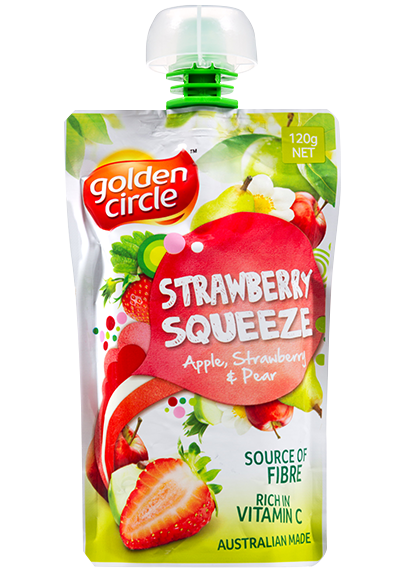 120g
NET
™
golden
circle
STRAWBERRY
SQUEEZE
Apple, Strawberry
& Pear
SOURCE OF
FIBRE
RICH IN
VITAMIN C
AUSTRALIAN MADE